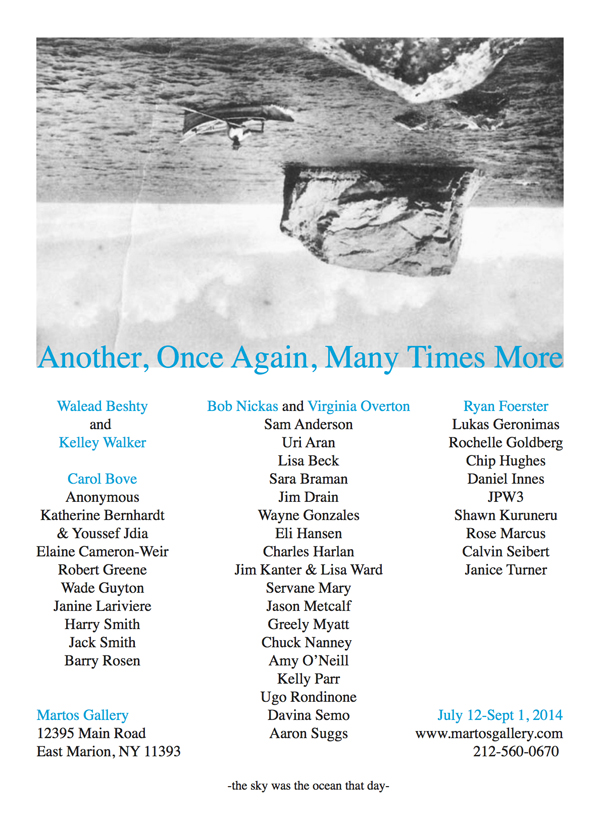 Another, Once Again, Many Times More
Walead Beshty
and
Kelley Walker
Carol Bove
Anonymous
Katherine Bernhardt
& Youssef Jdia
Elaine Cameron-Weir
Robert Greene
Wade Guyton
Janine Lariviere
Harry Smith
Jack Smith
Barry Rosen
Bob Nickas and Virginia Overton
Sam Anderson
Uri Aran
Lisa Beck
Sara Braman
Jim Drain
Wayne Gonzales
Eli Hansen
Charles Harlan
Jim Kanter & Lisa Ward
Servane Mary
Jason Metcalf
Greely Myatt
Chuck Nanney
Amy O’Neill
Kelly Parr
Ugo Rondinone
Davina Semo
Aaron Suggs
Ryan Foerster
Lukas Geronimas
Rochelle Goldberg
Chip Hughes
Daniel Innes
JPW3
Shawn Kuruneru
Rose Marcus
Calvin Seibert
Janice Turner
Martos Gallery
12395 Main Road
East Marion, NY 11393
July 12-Sept 1, 2014
www.martosgallery.com
212-560-0670
-the sky was the ocean that day-